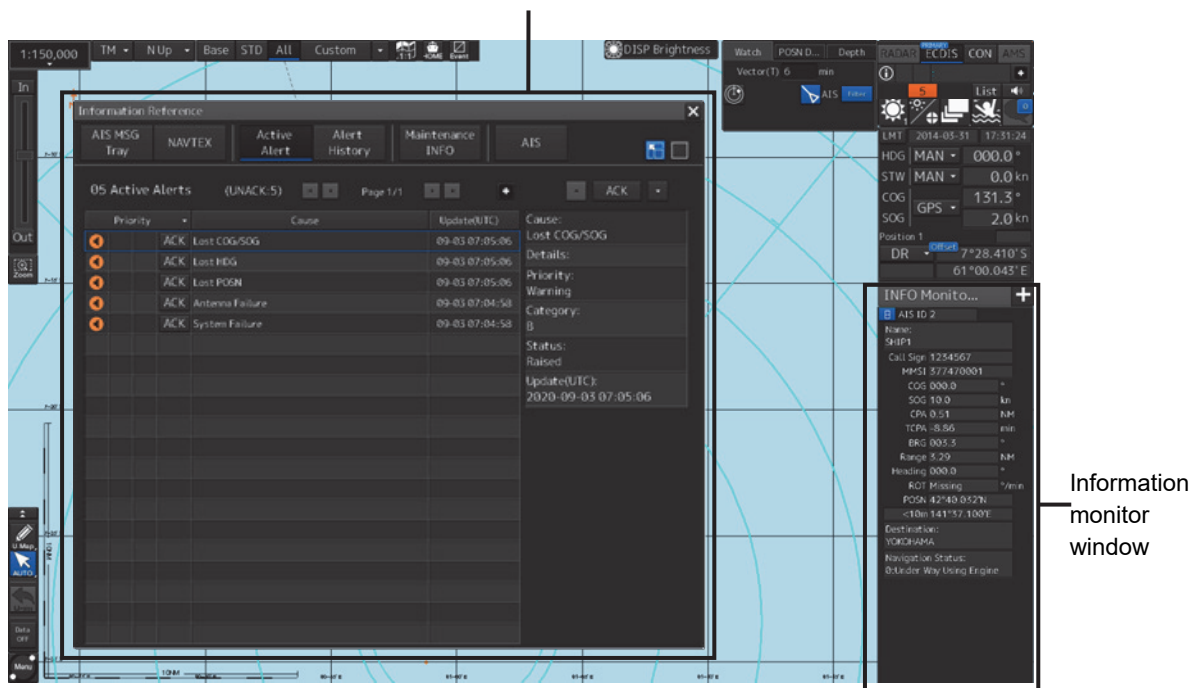 1:150,000
TM
N Up
Base
STD
All
Custom
1:1
HOME
Event
DISP Brightness
Watch
POSN D...
Depth
Vector(T) 6 min
AIS
Filter
RADAR
PRIMARY
ECDIS
CON
AMS
5
List
LMT 2014-03-31 17:31:24
HDG MAN 000.0 °
STW MAN 0.0 kn
COG 131.3 °
GPS
SOG 2.0 kn
Position 1
Offset
DR 7°28.410'S
61°00.043'E
In
Out
Zoom
Information Reference
AIS MSG Tray
NAVTEX
Active Alert
Alert History
Maintenance INFO
AIS
05 Active Alerts (UNACK:5) Page 1/1 ACK
Priority Cause Update(UTC)
ACK Lost COG/SOG 09-03 07:05:06
ACK Lost HDG 09-03 07:05:06
ACK Lost POSN 09-03 07:05:06
ACK Antenna Failure 09-03 07:04:58
ACK System Failure 09-03 07:04:58
Cause:
Lost COG/SOG
Details:
Priority:
Warning
Category:
B
Status:
Raised
Update(UTC):
2020-09-03 07:05:06
INFO Monito...
B AIS ID 2
Name:
SHIP1
Call Sign 1234567
MMSI 377470001
COG 000.0 °
SOG 10.0 kn
CPA 0.51 NM
TCPA -8.86 min
BRG 003.3 °
Range 3.29 NM
Heading 000.0 °
ROT Missing °/min
POSN 42°40.032'N
<10m 141°37.100'E
Destination:
YOKOHAMA
Navigation Status:
0:Under Way Using Engine
Information
monitor
window
U Map
AUTO
Undo
Data
OFF
Menu
10NM